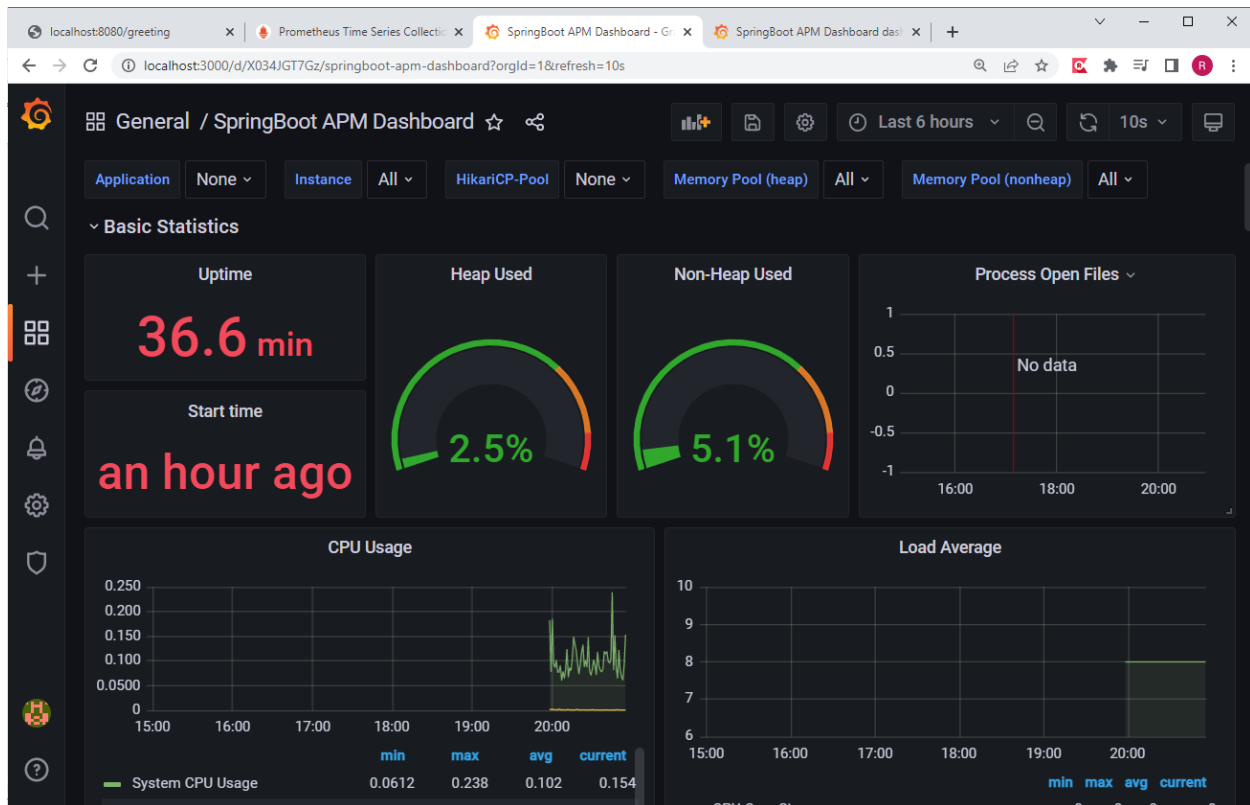 localhost:8080/greeting
Prometheus Time Series Collectic
SpringBoot APM Dashboard - Gr
SpringBoot APM Dashboard dash
localhost:3000/d/X034JGT7Gz/springboot-apm-dashboard?orgId=1&refresh=10s
R
General / SpringBoot APM Dashboard
Last 6 hours
10s
Application None Instance All HikariCP-Pool None Memory Pool (heap) All Memory Pool (nonheap) All
Basic Statistics
Uptime
36.6 min
Start time
an hour ago
Heap Used
2.5%
Non-Heap Used
5.1%
Process Open Files
1
0.5
0
-0.5
-1
No data
16:00 18:00 20:00
CPU Usage
0.250
0.200
0.150
0.100
0.0500
0
15:00 16:00 17:00 18:00 19:00 20:00
min max avg current
System CPU Usage 0.0612 0.238 0.102 0.154
Load Average
10
9
8
7
6
15:00 16:00 17:00 18:00 19:00 20:00
min max avg current